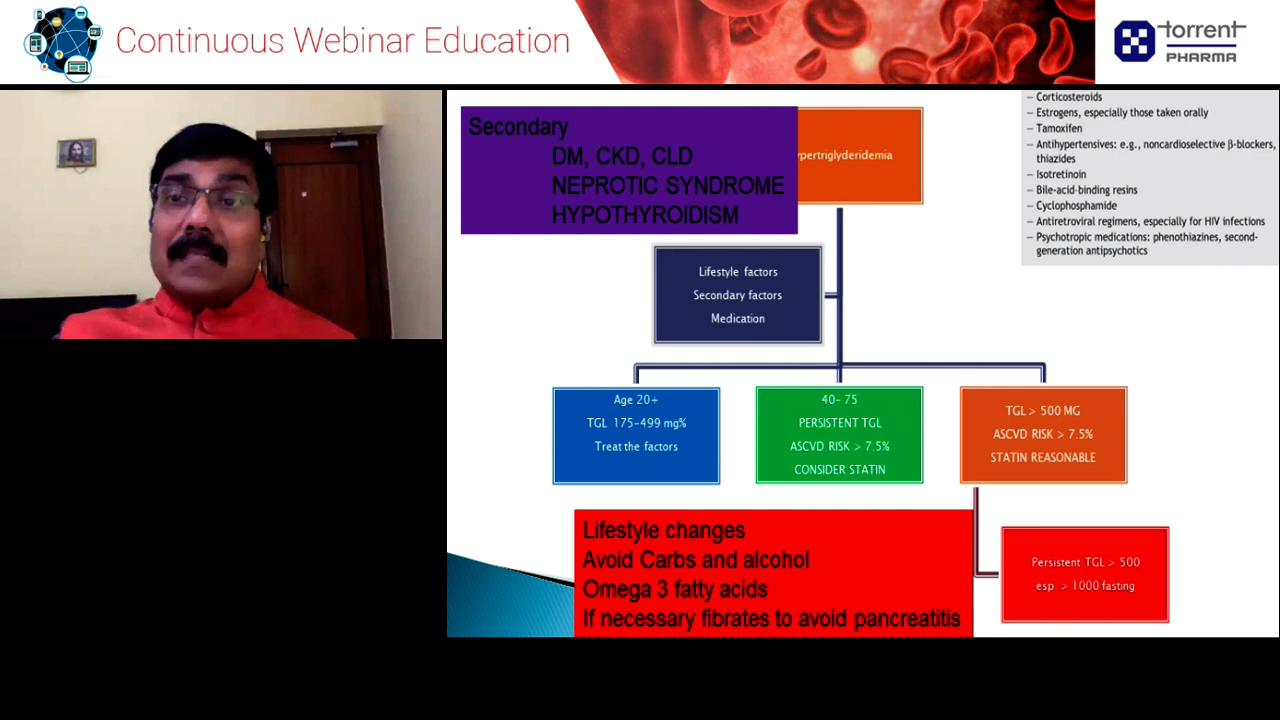 Continuous Webinar Education
torrent
PHARMA
Secondary
DM, CKD, CLD
NEPROTIC SYNDROME
HYPOTHYROIDISM
ypertriglyderidemia
– Corticosteroids
– Estrogens, especially those taken orally
– Tamoxifen
– Antihypertensives: e.g., noncardioselective β-blockers,
thiazides
– Isotretinoin
– Bile-acid-binding resins
– Cyclophosphamide
– Antiretroviral regimens, especially for HIV infections
– Psychotropic medications: phenothiazines, second-
generation antipsychotics
Lifestyle factors
Secondary factors
Medication
Age 20+
TGL 175-499 mg%
Treat the factors
40- 75
PERSISTENT TGL
ASCVD RISK > 7.5%
CONSIDER STATIN
TGL > 500 MG
ASCVD RISK > 7.5%
STATIN REASONABLE
Lifestyle changes
Avoid Carbs and alcohol
Omega 3 fatty acids
If necessary fibrates to avoid pancreatitis
Persistent TGL > 500
esp. > 1000 fasting